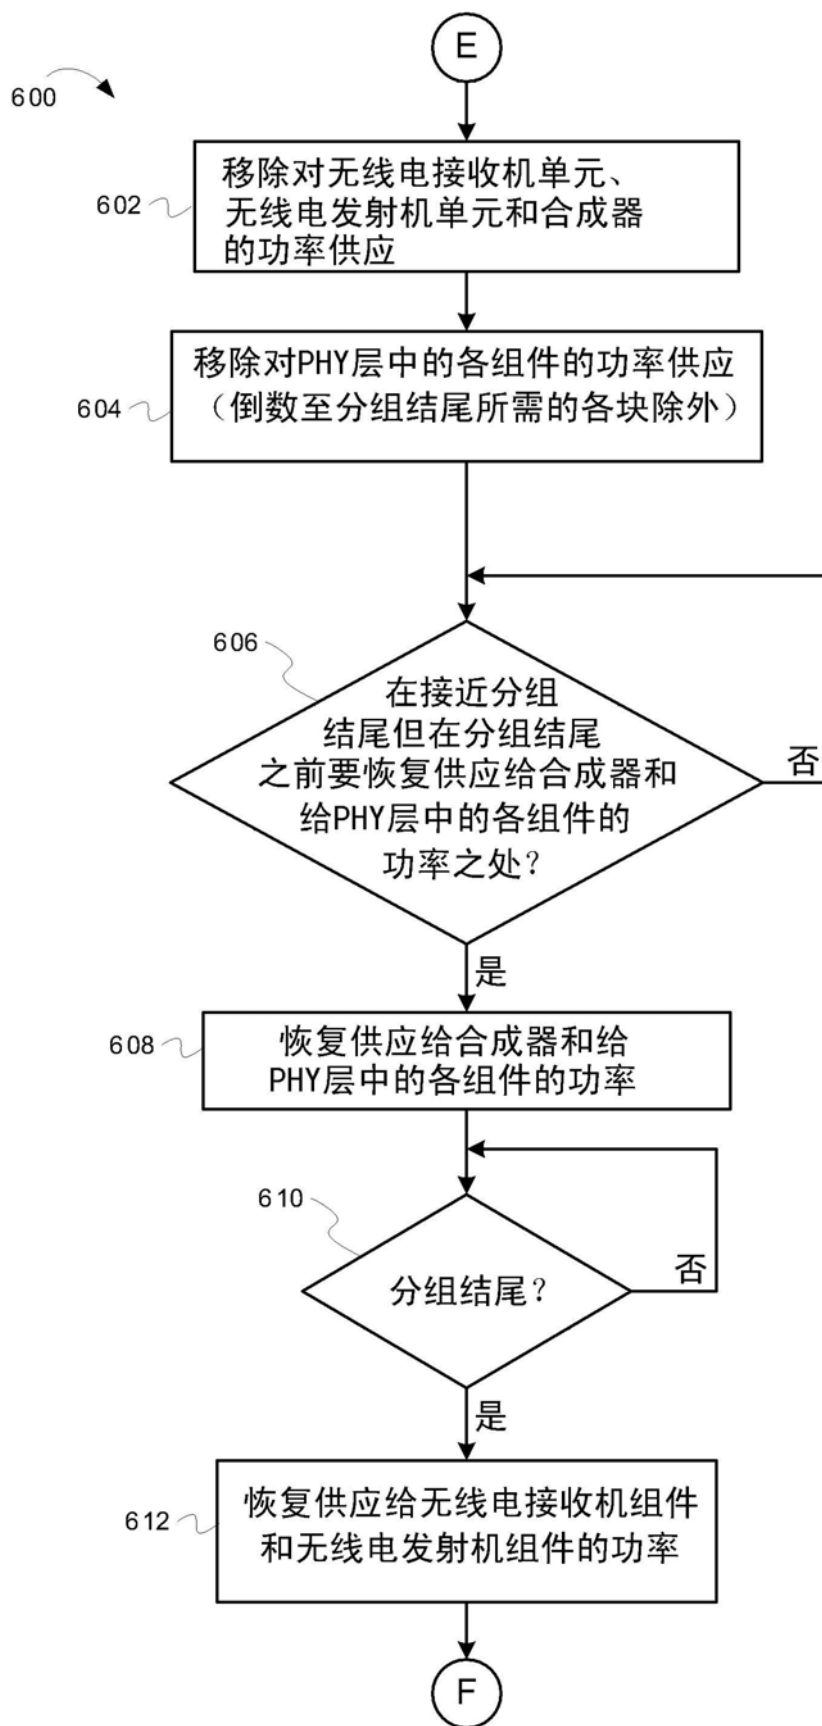 E
600
602
移除对无线电接收机单元、
无线电发射机单元和合成器
的功率供应
604
移除对PHY层中的各组件的功率供应
（倒数至分组结尾所需的各块除外）
606
在接近分组
结尾但在分组结尾
之前要恢复供应给合成器和
给PHY层中的各组件的
功率之处？
否
是
608
恢复供应给合成器和给
PHY层中的各组件的功率
610
分组结尾？
否
是
612
恢复供应给无线电接收机组件
和无线电发射机组件的功率
F